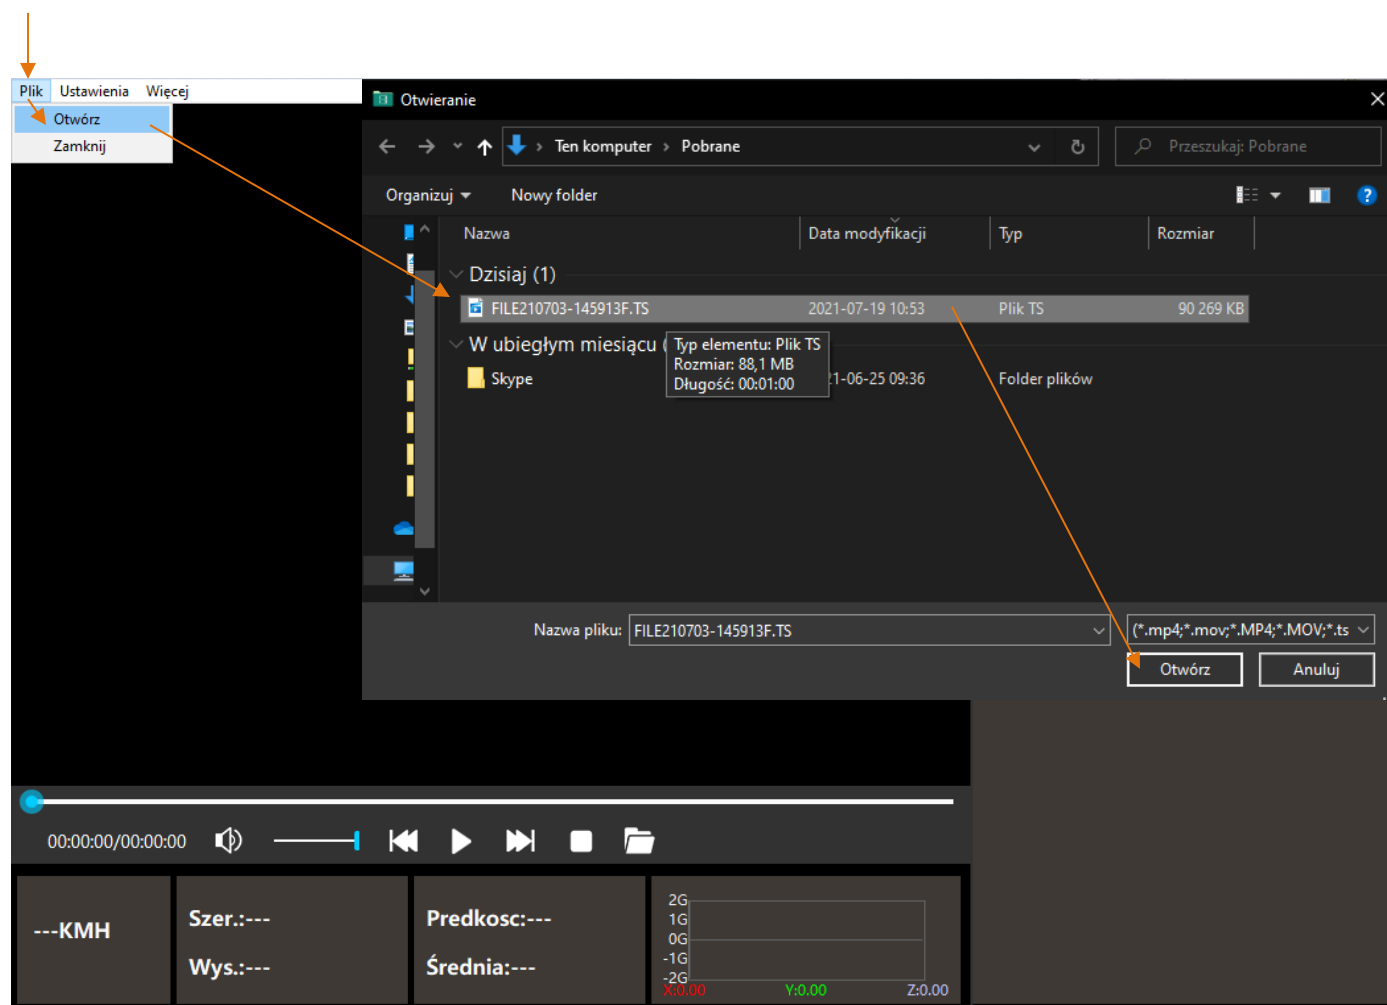 Plik Ustawienia Więcej
Otwórz
Zamknij
Otwieranie
Ten komputer › Pobrane
Przeszukaj: Pobrane
Organizuj Nowy folder
Nazwa Data modyfikacji Typ Rozmiar
Dzisiaj (1)
FILE210703-145913F.TS 2021-07-19 10:53 Plik TS 90 269 KB
W ubiegłym miesiącu (
Typ elementu: Plik TS
Rozmiar: 88,1 MB
Długość: 00:01:00
Skype 21-06-25 09:36 Folder plików
Nazwa pliku: FILE210703-145913F.TS (*.mp4;*.mov;*.MP4;*.MOV;*.ts
Otwórz Anuluj
00:00:00/00:00:00
---KMH
Szer.:---
Wys.:---
Predkosc:---
Średnia:---
2G
1G
0G
-1G
-2G
X:0.00 Y:0.00 Z:0.00